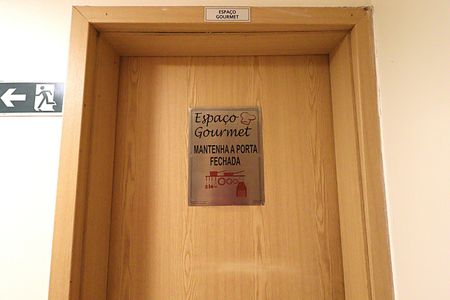 ESPAÇO
GOURMET
Espaço
Gourmet
MANTENHA A PORTA
FECHADA